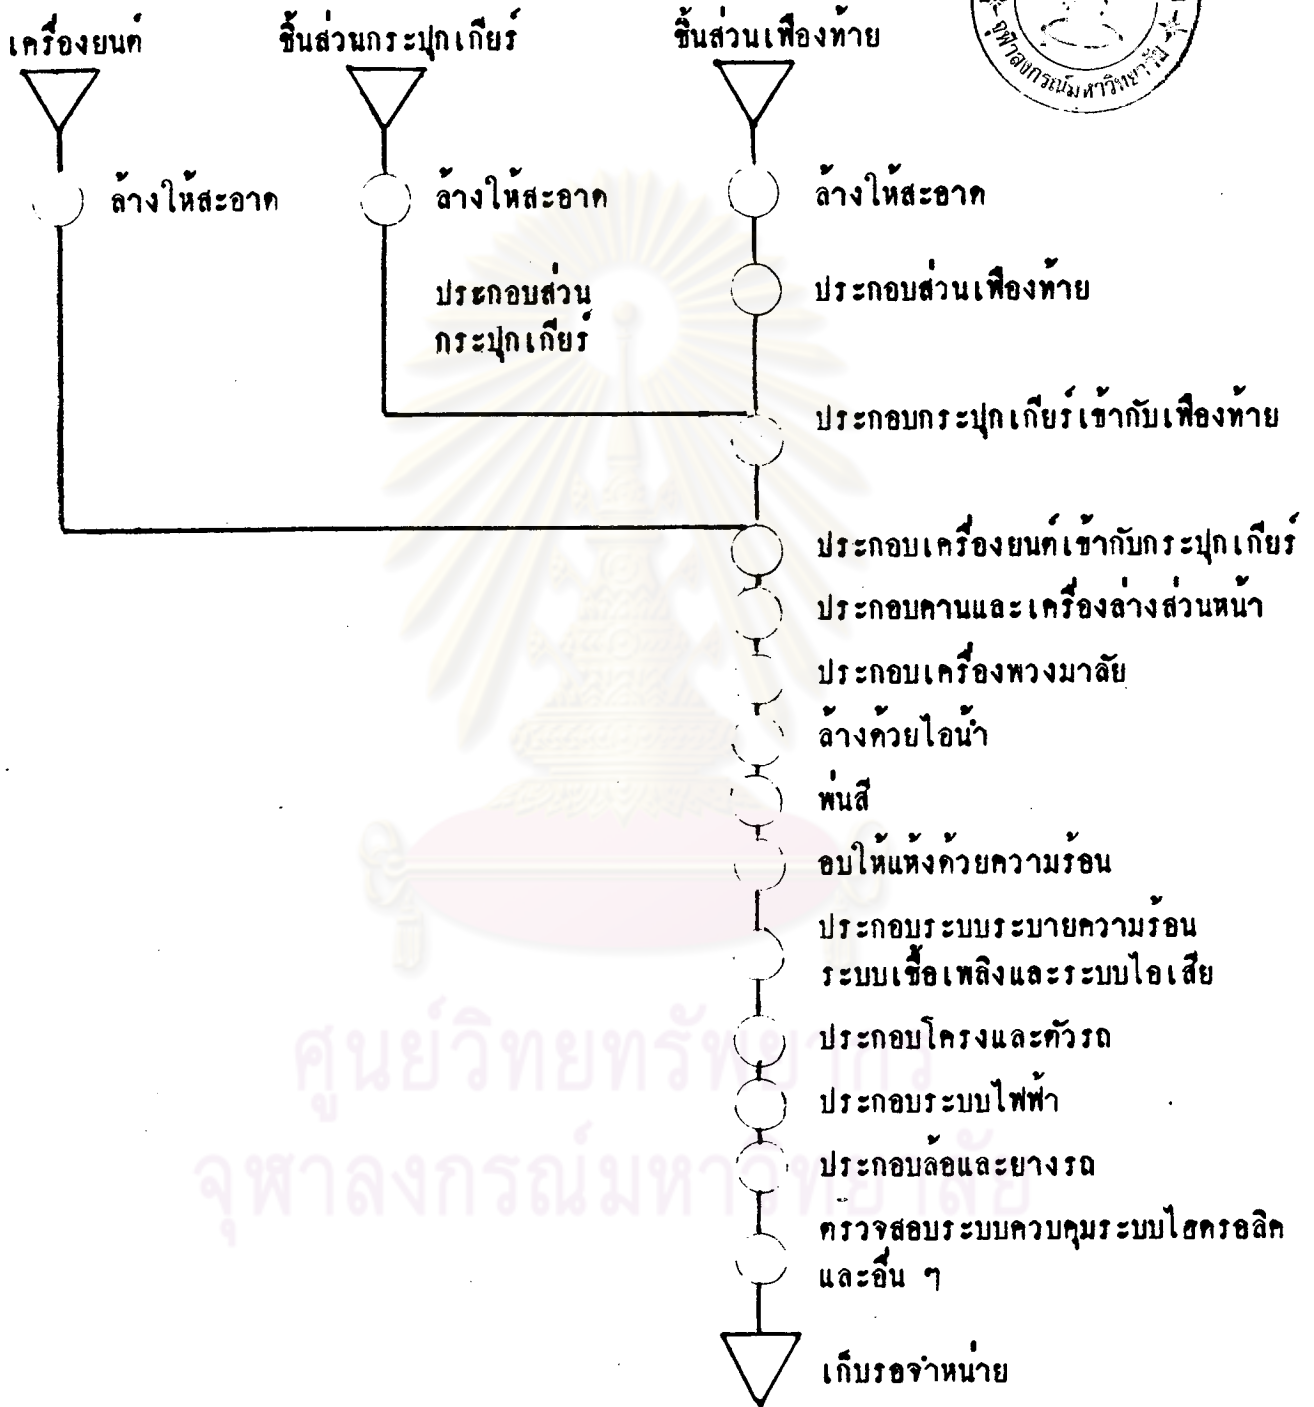 เครื่องยนต์
ชิ้นส่วนกระปุกเกียร์
ชิ้นส่วนเฟืองท้าย
จุฬาลงกรณ์มหาวิทยาลัย
ล้างให้สะอาด
ล้างให้สะอาด
ล้างให้สะอาด
ประกอบส่วน
กระปุกเกียร์
ประกอบส่วนเฟืองท้าย
ประกอบกระปุกเกียร์เข้ากับเฟืองท้าย
ประกอบเครื่องยนต์เข้ากับกระปุกเกียร์
ประกอบคานและเครื่องล่างส่วนหน้า
ประกอบเครื่องพวงมาลัย
ล้างด้วยไอน้ำ
พ่นสี
อบให้แห้งด้วยความร้อน
ประกอบระบบระบายความร้อน
ระบบเชื้อเพลิงและระบบไอเสีย
ประกอบโครงและตัวรถ
ประกอบระบบไฟฟ้า
ประกอบล้อและยางรถ
ตรวจสอบระบบควบคุมระบบไฮดรอลิค
และอื่น ๆ
เก็บรอจำหน่าย
ศูนย์วิทยทรัพยากร
จุฬาลงกรณ์มหาวิทยาลัย